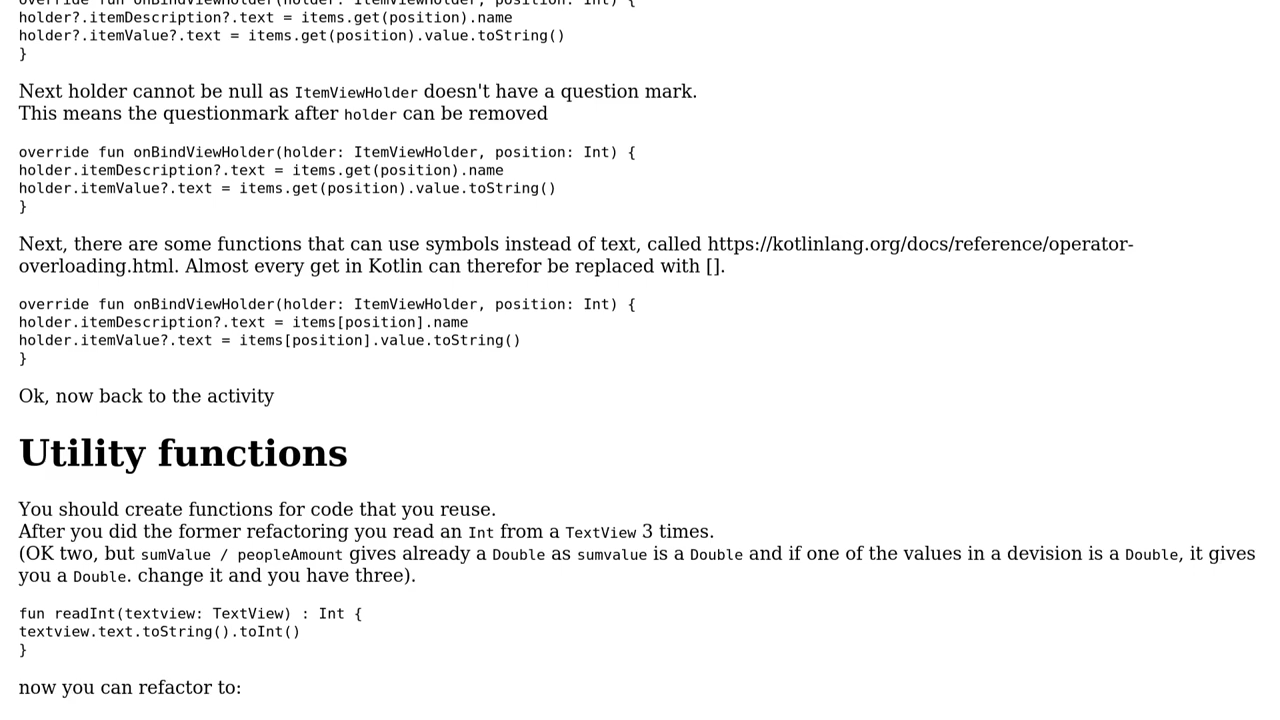 override fun onBindViewHolder(holder: ItemViewHolder, position: Int) {
holder?.itemDescription?.text = items.get(position).name
holder?.itemValue?.text = items.get(position).value.toString()
}
Next holder cannot be null as ItemViewHolder doesn't have a question mark.
This means the questionmark after holder can be removed
override fun onBindViewHolder(holder: ItemViewHolder, position: Int) {
holder.itemDescription?.text = items.get(position).name
holder.itemValue?.text = items.get(position).value.toString()
}
Next, there are some functions that can use symbols instead of text, called https://kotlinlang.org/docs/reference/operator-
overloading.html. Almost every get in Kotlin can therefor be replaced with [].
override fun onBindViewHolder(holder: ItemViewHolder, position: Int) {
holder.itemDescription?.text = items[position].name
holder.itemValue?.text = items[position].value.toString()
}
Ok, now back to the activity
Utility functions
You should create functions for code that you reuse.
After you did the former refactoring you read an Int from a TextView 3 times.
(OK two, but sumValue / peopleAmount gives already a Double as sumvalue is a Double and if one of the values in a devision is a Double, it gives
you a Double. change it and you have three).
fun readInt(textview: TextView) : Int {
textview.text.toString().toInt()
}
now you can refactor to: